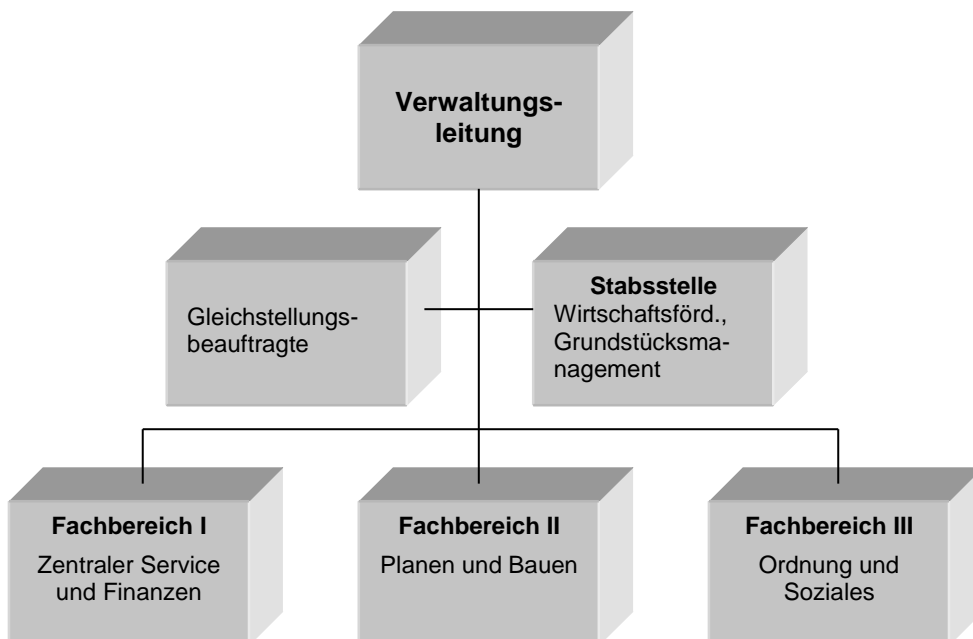 Verwaltungs-
leitung
Gleichstellungs-
beauftragte
Stabsstelle
Wirtschaftsförd.,
Grundstücksma-
nagement
Fachbereich I
Zentraler Service
und Finanzen
Fachbereich II
Planen und Bauen
Fachbereich III
Ordnung und
Soziales